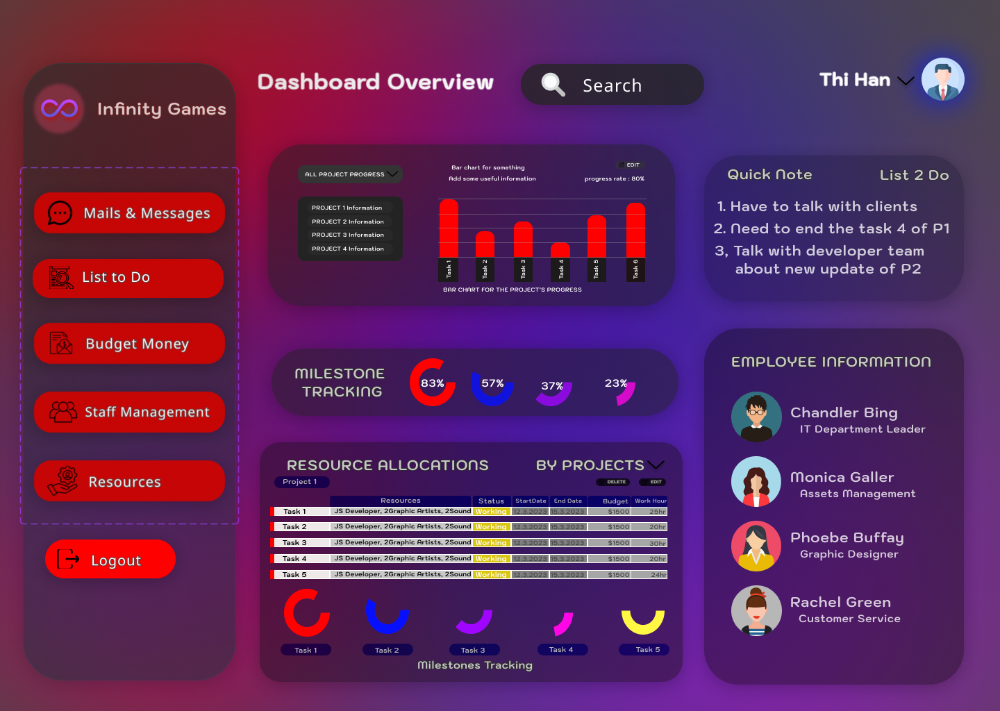 Dashboard Overview
Search
Thi Han
Infinity Games
Mails & Messages
List to Do
Budget Money
Staff Management
Resources
Logout
ALL PROJECT PROGRESS
PROJECT 1 Information
PROJECT 2 Information
PROJECT 3 Information
PROJECT 4 Information
Bar chart for something
Add some useful information
EDIT
progress rate : 80%
Task 1
Task 2
Task 3
Task 4
Task 5
Task 6
BAR CHART FOR THE PROJECT'S PROGRESS
Quick Note
List 2 Do
1. Have to talk with clients
2. Need to end the task 4 of P1
3, Talk with developer team
about new update of P2
MILESTONE
TRACKING
83%
57%
37%
23%
EMPLOYEE INFORMATION
Chandler Bing
IT Department Leader
Monica Galler
Assets Management
Phoebe Buffay
Graphic Designer
Rachel Green
Customer Service
RESOURCE ALLOCATIONS
BY PROJECTS
Project 1
DELETE
EDIT
Resources Status StartDate End Date Budget Work Hour
Task 1 JS Developer, 2Graphic Artists, 2Sound Working 12.3.2023 15.3.2023 $1500 25hr
Task 2 JS Developer, 2Graphic Artists, 2Sound Working 12.3.2023 15.3.2023 $1500 20hr
Task 3 JS Developer, 2Graphic Artists, 2Sound Working 12.3.2023 15.3.2023 $1500 30hr
Task 4 JS Developer, 2Graphic Artists, 2Sound Working 12.3.2023 15.3.2023 $1500 20hr
Task 5 JS Developer, 2Graphic Artists, 2Sound Working 12.3.2023 15.3.2023 $1500 24hr
Task 1
Task 2
Task 3
Task 4
Task 5
Milestones Tracking